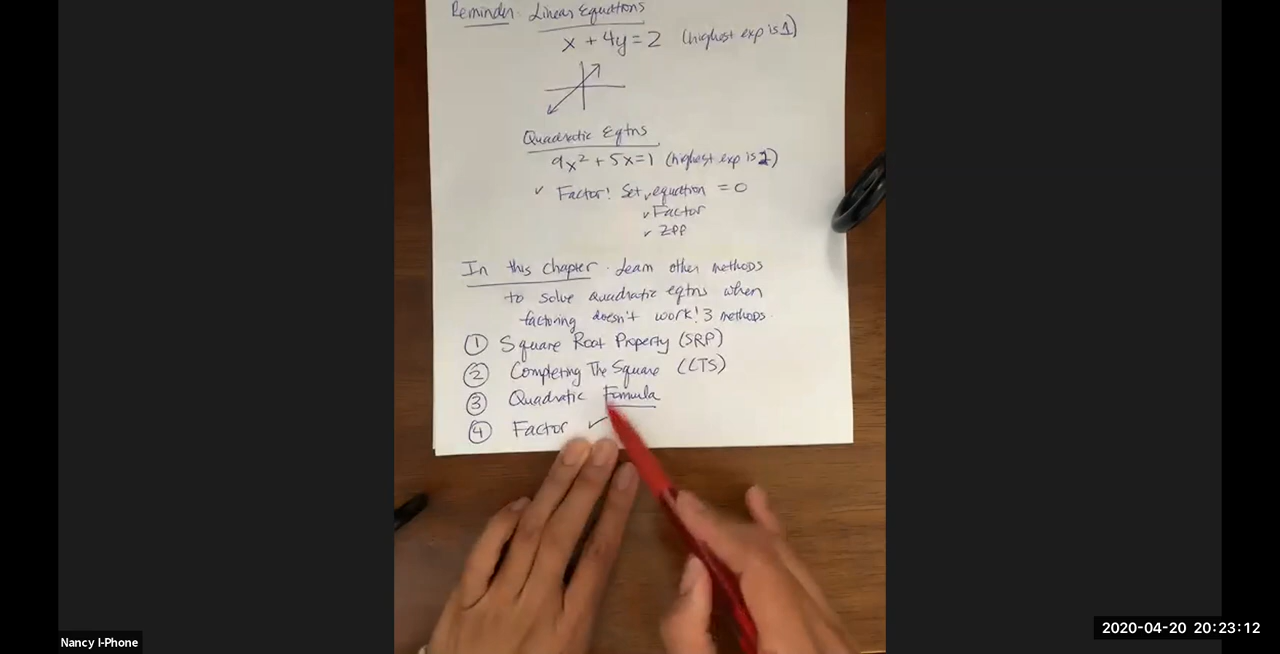 Reminder: Linear Equations
x + 4y = 2 (highest exp is 1)
Quadratic Eqtns
9x² + 5x = 1 (highest exp is 2)
✓ Factor! Set ✓ equation = 0
✓ Factor
✓ ZPP
In this chapter. Learn other methods
to solve quadratic eqtns when
factoring doesn't work! 3 methods.
① Square Root Property (SRP)
② Completing The Square (CTS)
③ Quadratic Formula
④ Factor ✓
Nancy I-Phone
2020-04-20 20:23:12